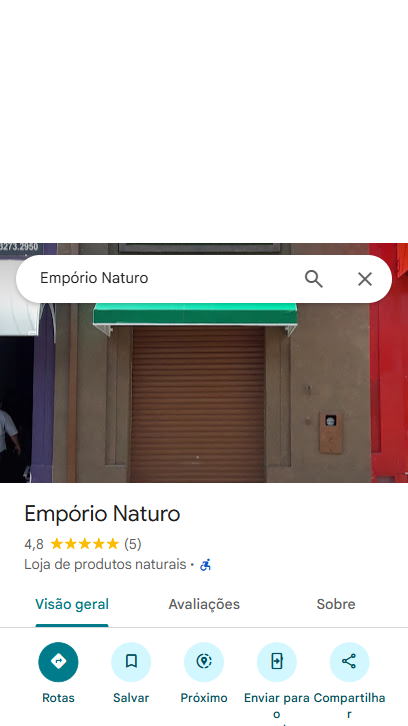 3273.2950
Empório Naturo
Empório Naturo
4,8 (5)
Loja de produtos naturais ·
Visão geral Avaliações Sobre
Rotas Salvar Próximo Enviar para Compartilha
o r